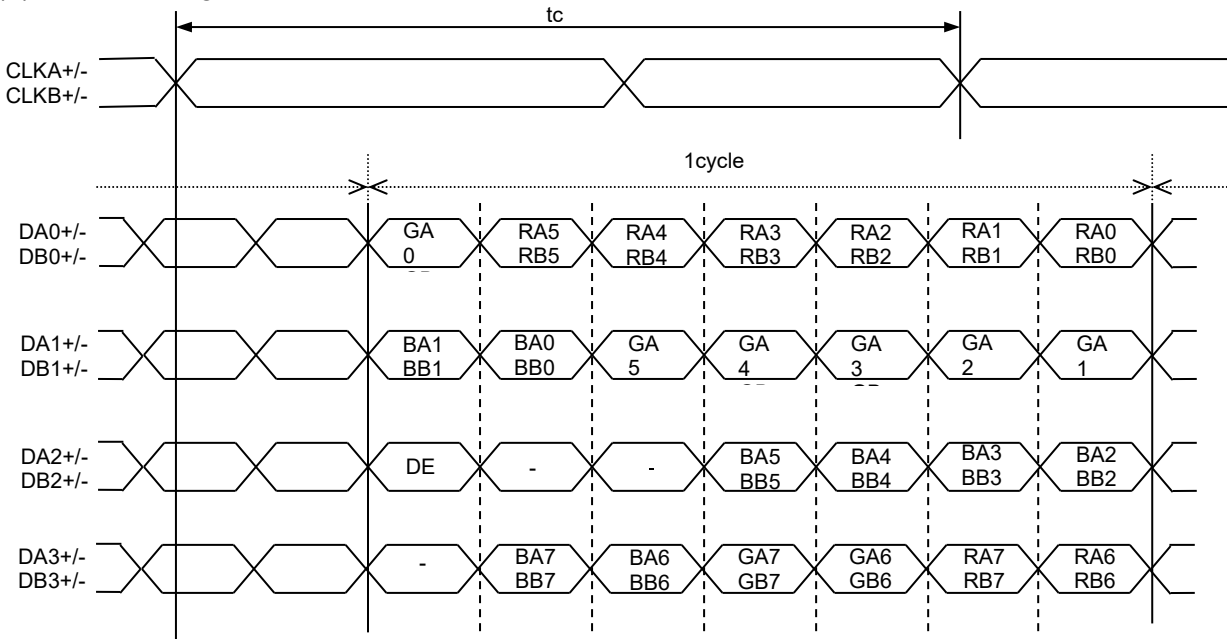 tc
CLKA+/-
CLKB+/-
1cycle
DA0+/-
DB0+/-
GA
0
RA5
RB5
RA4
RB4
RA3
RB3
RA2
RB2
RA1
RB1
RA0
RB0
DA1+/-
DB1+/-
BA1
BB1
BA0
BB0
GA
5
GA
4
GA
3
GA
2
GA
1
DA2+/-
DB2+/-
DE
-
-
BA5
BB5
BA4
BB4
BA3
BB3
BA2
BB2
DA3+/-
DB3+/-
-
BA7
BB7
BA6
BB6
GA7
GB7
GA6
GB6
RA7
RB7
RA6
RB6